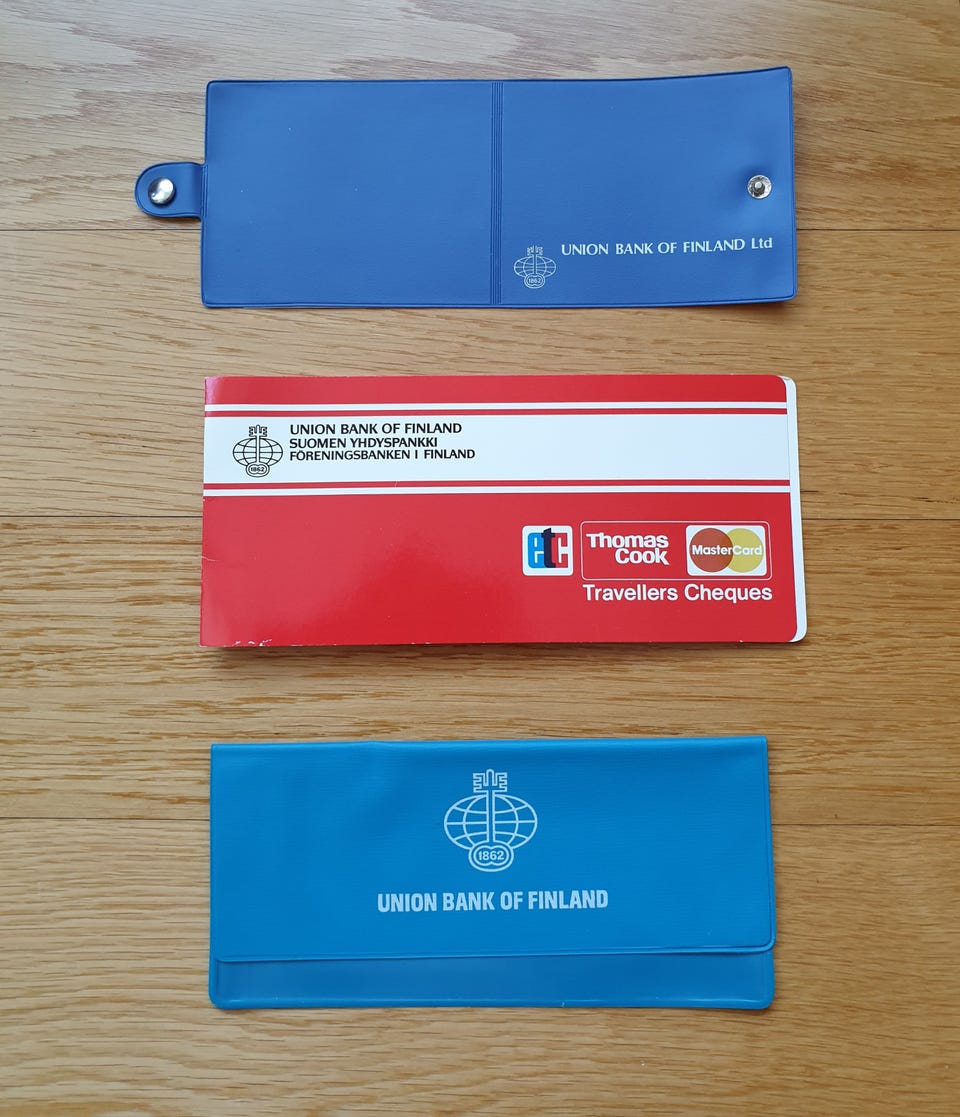 UNION BANK OF FINLAND Ltd
1862
UNION BANK OF FINLAND
SUOMEN YHDYSPANKKI
FÖRENINGSBANKEN I FINLAND
1862
etc
Thomas
Cook
MasterCard
Travellers Cheques
1862
UNION BANK OF FINLAND